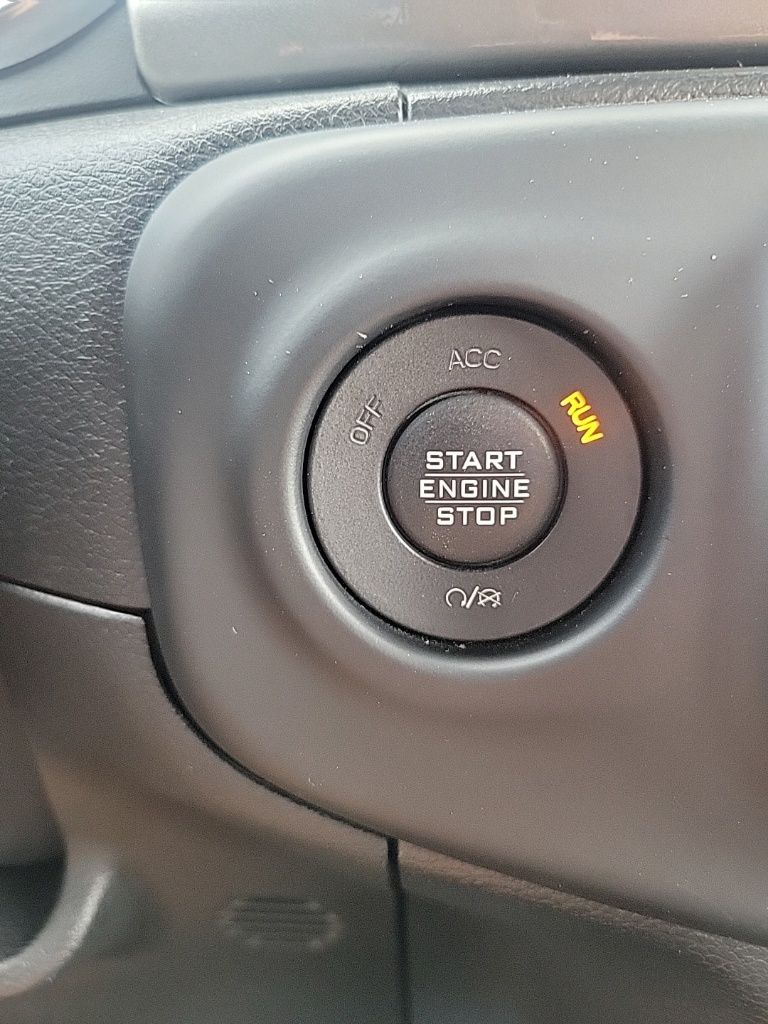 ACC
OFF
RUN
START
ENGINE
STOP